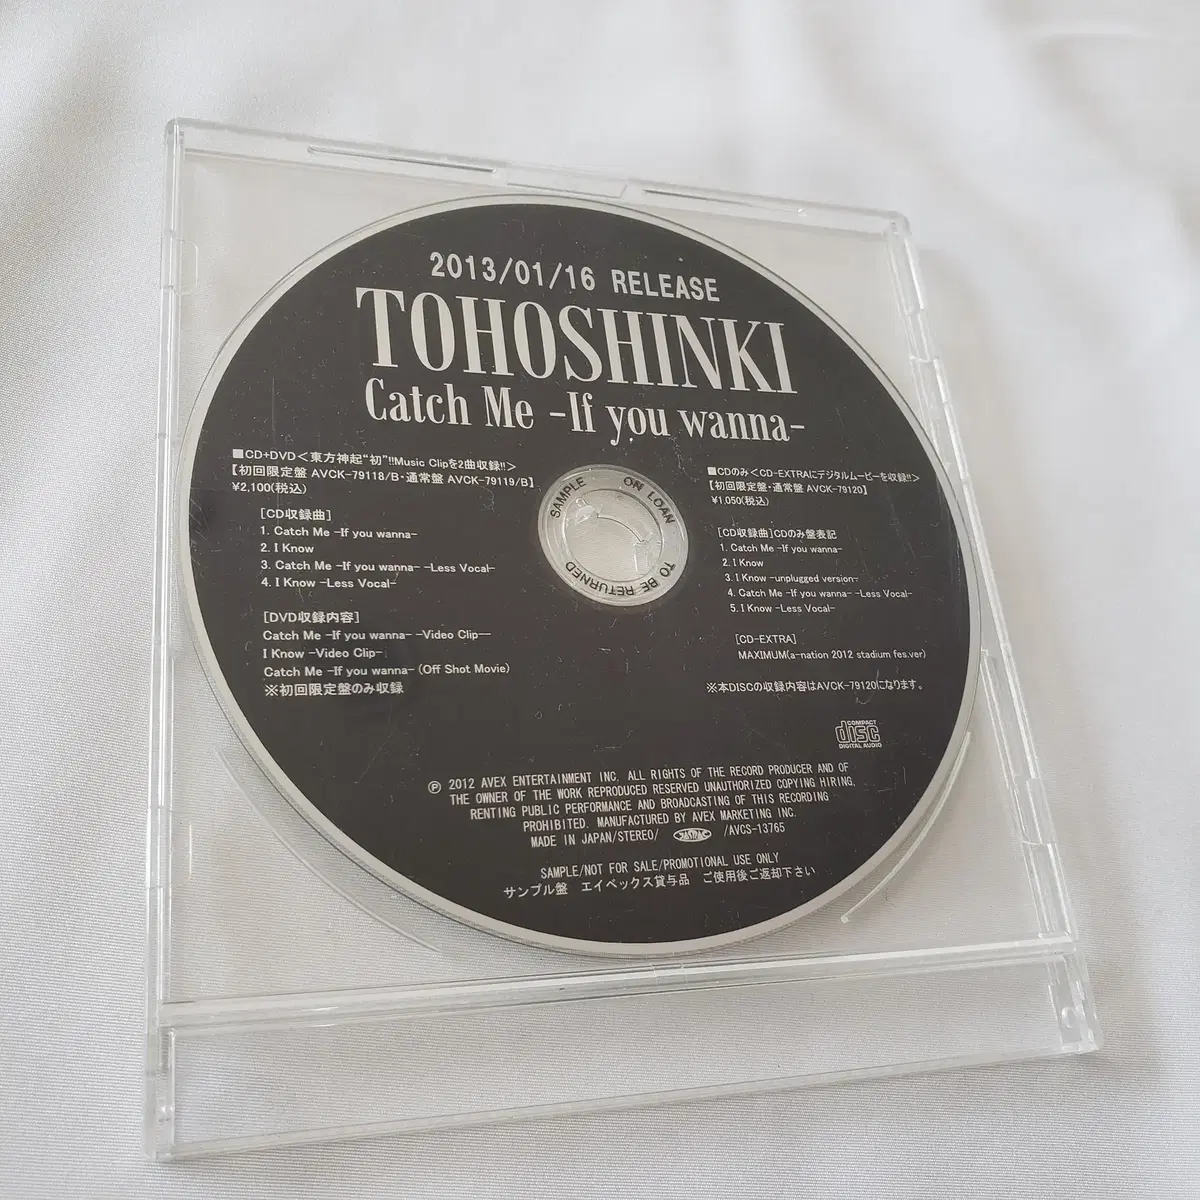 2013/01/16 RELEASE
TOHOSHINKI
Catch Me -If you wanna-
■CD+DVD＜東方神起“初”!!Music Clipを2曲収録!!＞
【初回限定盤 AVCK-79118/B・通常盤 AVCK-79119/B】
¥2,100(税込)
[CD収録曲]
1. Catch Me -If you wanna-
2. I Know
3. Catch Me -If you wanna- -Less Vocal-
4. I Know -Less Vocal-
[DVD収録内容]
Catch Me -If you wanna- -Video Clip--
I Know -Video Clip-
Catch Me -If you wanna- (Off Shot Movie)
※初回限定盤のみ収録
SAMPLE ON LOAN TO BE RETURNED
■CDのみ＜CD-EXTRAにデジタルムービーを収録!!＞
【初回限定盤・通常盤 AVCK-79120】
¥1,050(税込)
[CD収録曲]CDのみ盤表記
1. Catch Me -If you wanna-
2. I Know
3. I Know -unplugged version-
4. Catch Me -If you wanna- -Less Vocal-
5. I Know -Less Vocal-
[CD-EXTRA]
MAXIMUM(a-nation 2012 stadium fes.ver)
※本DISCの収録内容はAVCK-79120になります。
COMPACT
disc
DIGITAL AUDIO
Ⓟ 2012 AVEX ENTERTAINMENT INC. ALL RIGHTS OF THE RECORD PRODUCER AND OF
THE OWNER OF THE WORK REPRODUCED RESERVED UNAUTHORIZED COPYING HIRING,
RENTING PUBLIC PERFORMANCE AND BROADCASTING OF THIS RECORDING
PROHIBITED. MANUFACTURED BY AVEX MARKETING INC.
MADE IN JAPAN/STEREO/ JASRAC /AVCS-13765
SAMPLE/NOT FOR SALE/PROMOTIONAL USE ONLY
サンプル盤 エイベックス貸与品 ご使用後ご返却下さい